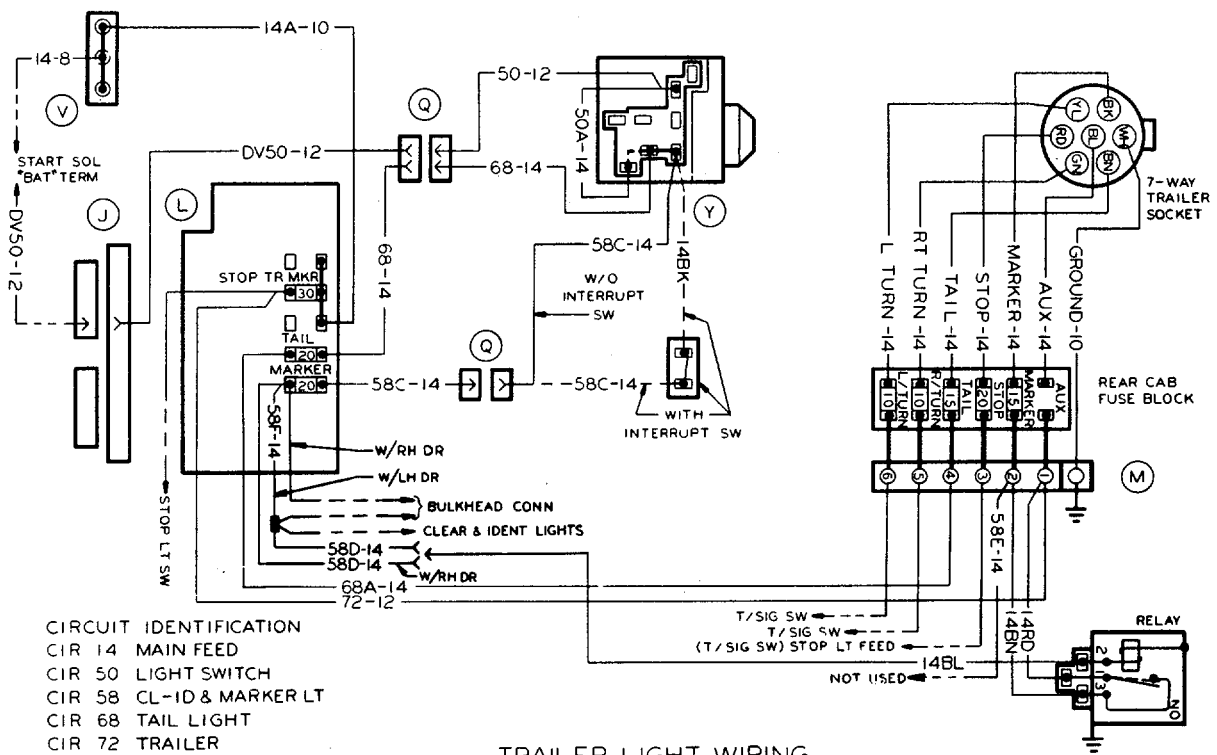 14A-10
14-8
V
START SOL
"BAT" TERM
DV50-12
J
L
DV50-12
Q
50-12
50A-14
68-14
68-14
Y
58C-14
14BK
W/O
INTERRUPT
SW
STOP TR MKR
30
TAIL
20
MARKER
20
58C-14
Q
58C-14
WITH
INTERRUPT SW
58F-14
W/RH DR
W/LH DR
BULKHEAD CONN
CLEAR & IDENT LIGHTS
STOP LT SW
58D-14
58D-14
W/RH DR
68A-14
72-12
YL
BK
RD
BL
WH
GN
BN
7-WAY
TRAILER
SOCKET
L TURN-14
RT TURN-14
TAIL-14
STOP-14
MARKER-14
AUX-14
GROUND-10
L/TURN
10
R/TURN
10
TAIL
15
STOP
20
MARKER
15
AUX
REAR CAB
FUSE BLOCK
6
5
4
3
2
1
M
58E-14
14BN
14RD
T/SIG SW
T/SIG SW
(T/SIG SW) STOP LT FEED
14BL
NOT USED
RELAY
2
1
3
NO
CIRCUIT IDENTIFICATION
CIR 14 MAIN FEED
CIR 50 LIGHT SWITCH
CIR 58 CL-ID & MARKER LT
CIR 68 TAIL LIGHT
CIR 72 TRAILER
TRAILER LIGHT WIRING